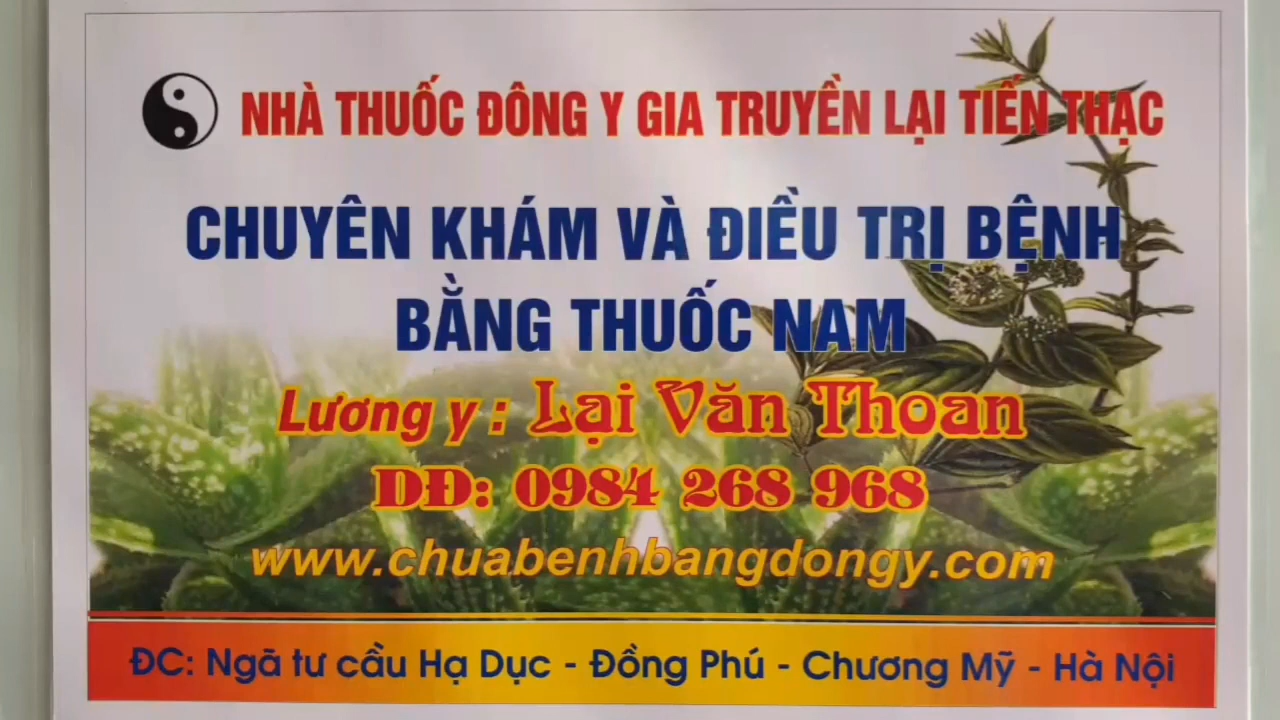 NHÀ THUỐC ĐÔNG Y GIA TRUYỀN LẠI TIẾN THẠC
CHUYÊN KHÁM VÀ ĐIỀU TRỊ BỆNH
BẰNG THUỐC NAM
Lương y : Lại Văn Thoan
DĐ: 0984 268 968
www.chuabenhbangdongy.com
ĐC: Ngã tư cầu Hạ Dục - Đồng Phú - Chương Mỹ - Hà Nội